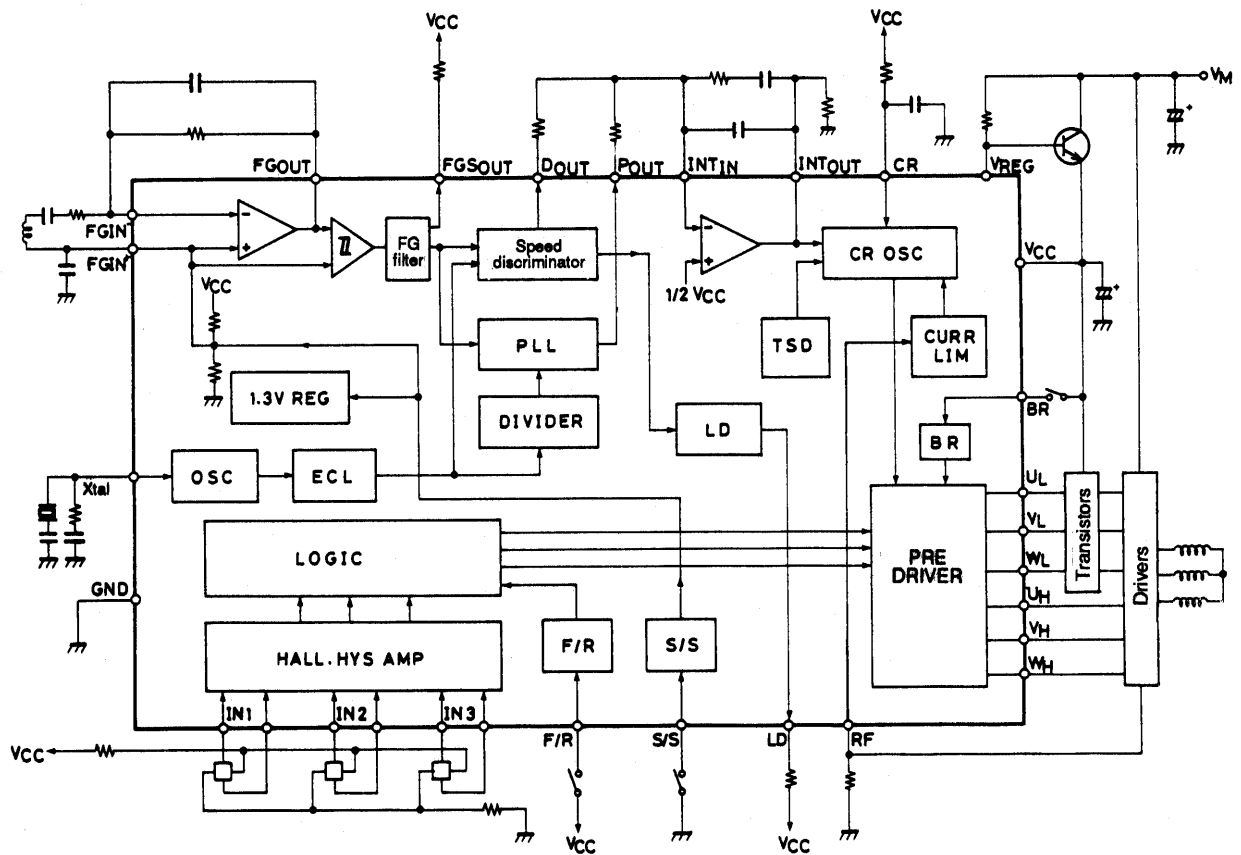 VCC
VCC
VM
FGOUT
FGSOUT
DOUT
POUT
INTIN
INTOUT
CR
VREG
FGIN-
FGIN+
−
+
FG
filter
Speed
discriminator
−
+
1/2 VCC
CR OSC
VCC
+
+
VCC
PLL
TSD
CURR
LIM
1.3V REG
DIVIDER
LD
BR
BR
Xtal
OSC
ECL
UL
VL
WL
UH
VH
WH
LOGIC
PRE
DRIVER
Transistors
Drivers
GND
HALL. HYS AMP
F/R
S/S
IN1
IN2
IN3
F/R
S/S
LD
RF
VCC
VCC
VCC